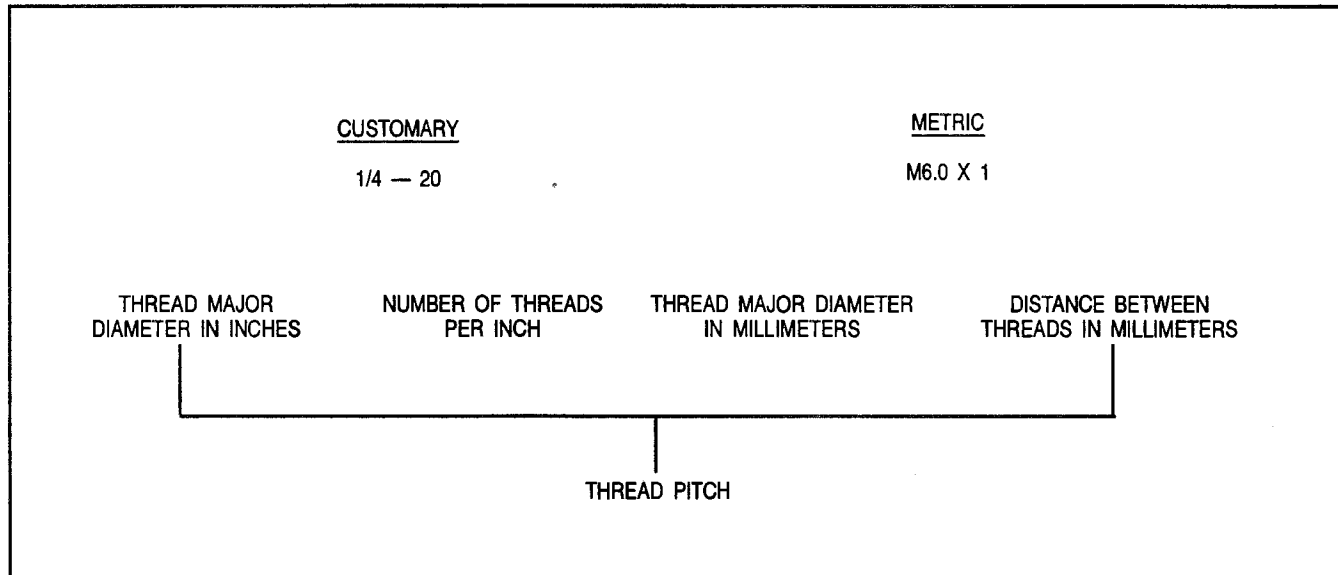 CUSTOMARY
1/4 — 20
METRIC
M6.0 X 1
THREAD MAJOR
DIAMETER IN INCHES
NUMBER OF THREADS
PER INCH
THREAD MAJOR DIAMETER
IN MILLIMETERS
DISTANCE BETWEEN
THREADS IN MILLIMETERS
THREAD PITCH